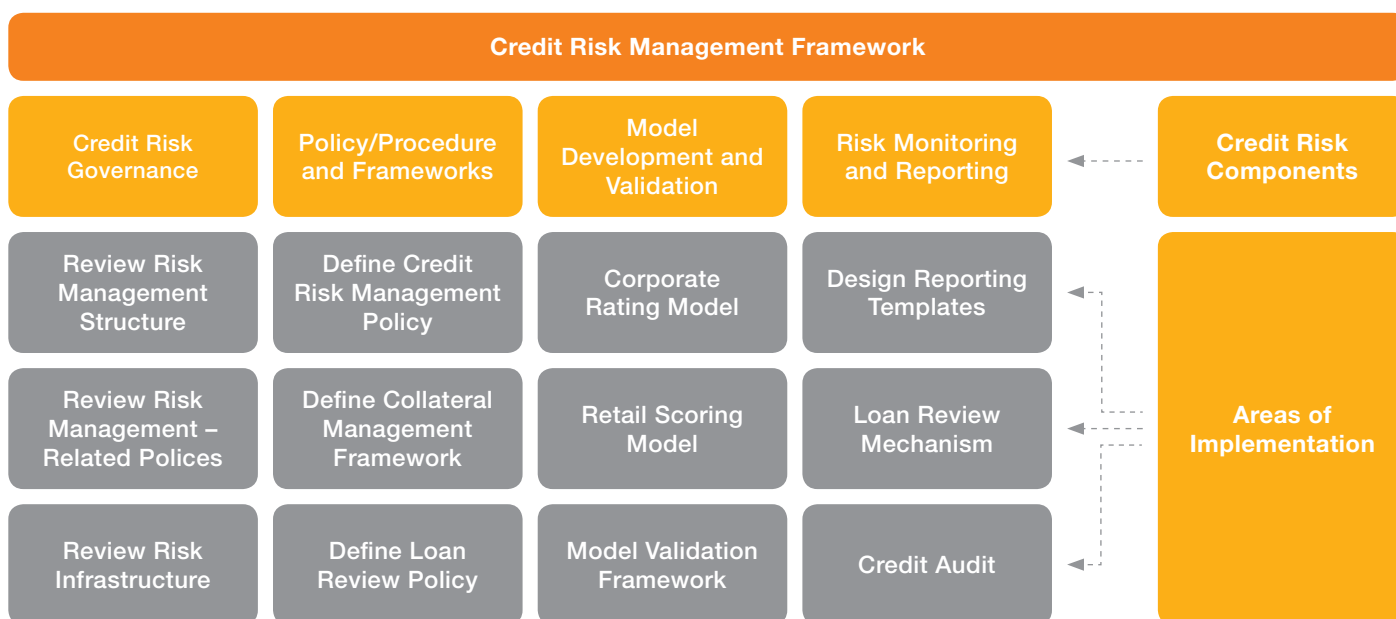 Credit Risk Management Framework
Credit Risk
Governance
Policy/Procedure
and Frameworks
Model
Development and
Validation
Risk Monitoring
and Reporting
Credit Risk
Components
Review Risk
Management
Structure
Define Credit
Risk Management
Policy
Corporate
Rating Model
Design Reporting
Templates
Review Risk
Management –
Related Polices
Define Collateral
Management
Framework
Retail Scoring
Model
Loan Review
Mechanism
Areas of
Implementation
Review Risk
Infrastructure
Define Loan
Review Policy
Model Validation
Framework
Credit Audit